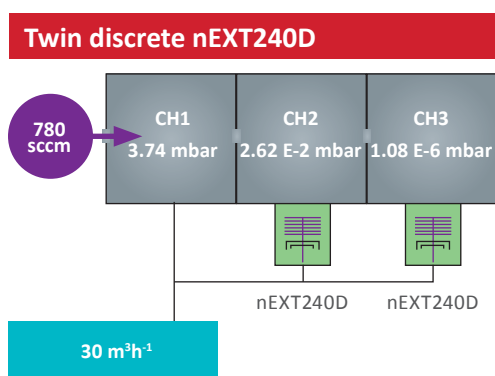 Twin discrete nEXT240D
CH1
CH2
CH3
780
sccm
3.74 mbar
2.62 E-2 mbar
1.08 E-6 mbar
nEXT240D
nEXT240D
30 m³h⁻¹